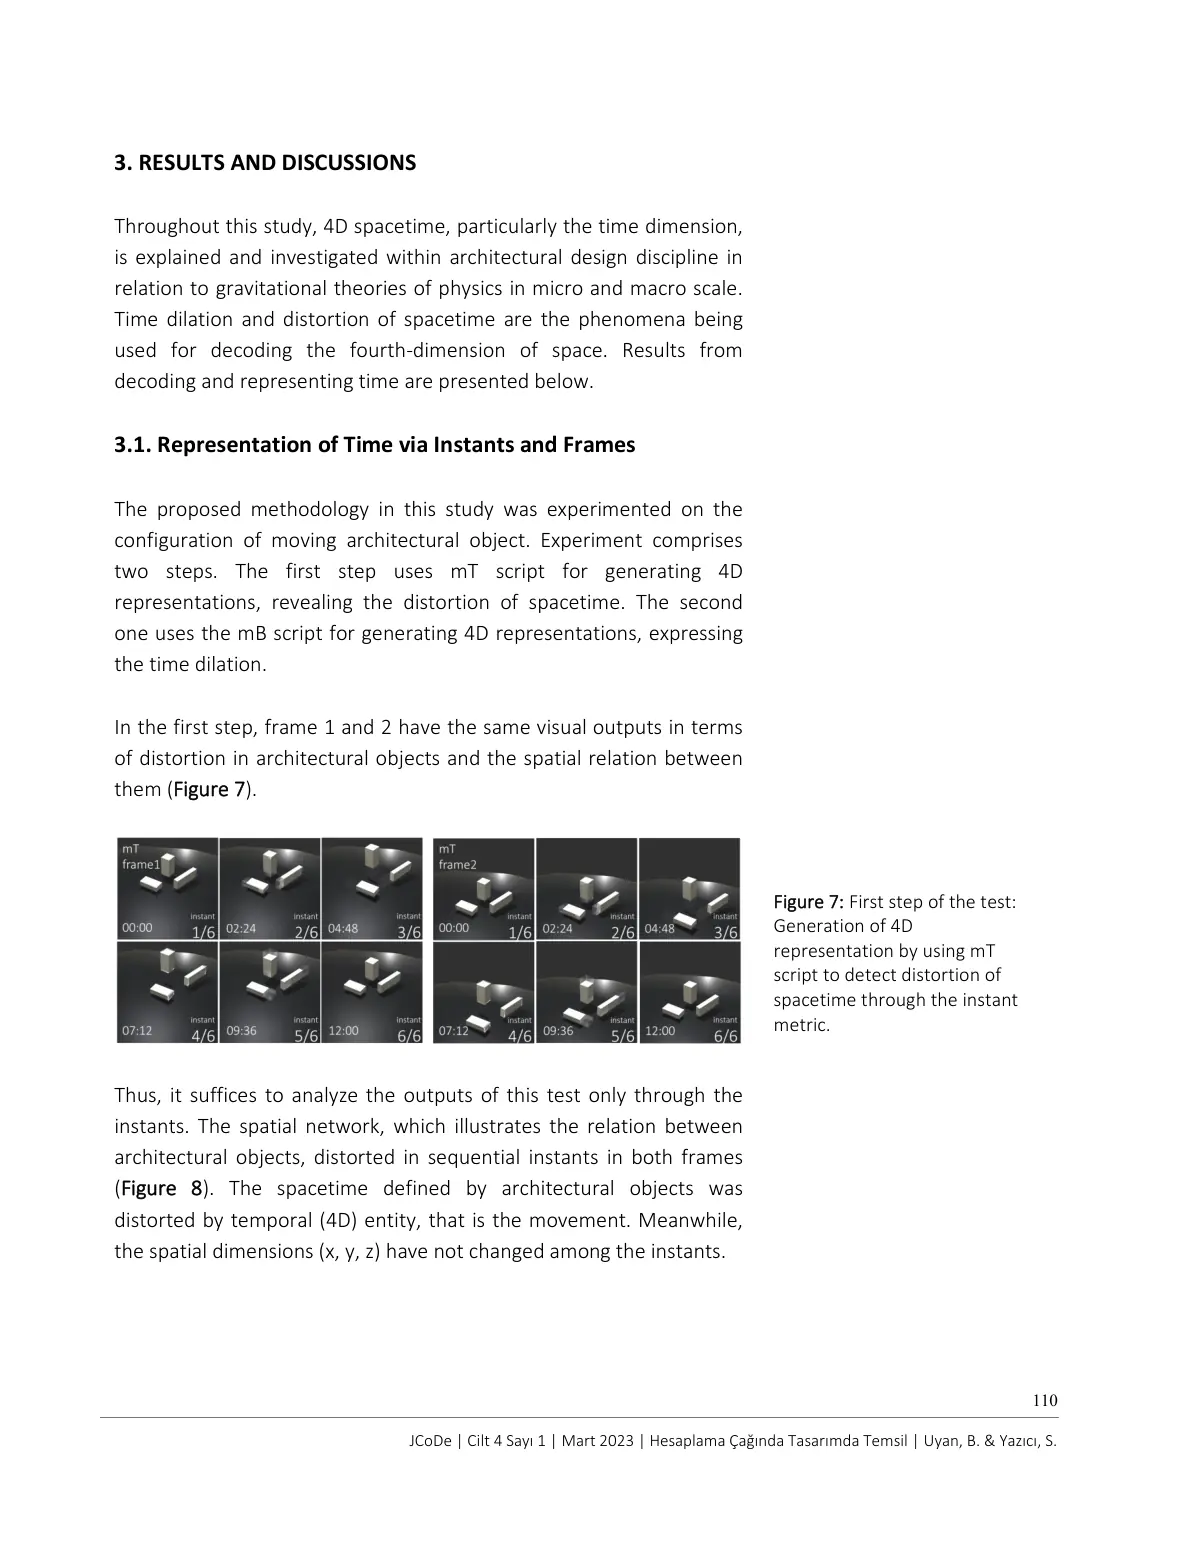 3. RESULTS AND DISCUSSIONS
Throughout this study, 4D spacetime, particularly the time dimension,
is explained and investigated within architectural design discipline in
relation to gravitational theories of physics in micro and macro scale.
Time dilation and distortion of spacetime are the phenomena being
used for decoding the fourth-dimension of space. Results from
decoding and representing time are presented below.
3.1. Representation of Time via Instants and Frames
The proposed methodology in this study was experimented on the
configuration of moving architectural object. Experiment comprises
two steps. The first step uses mT script for generating 4D
representations, revealing the distortion of spacetime. The second
one uses the mB script for generating 4D representations, expressing
the time dilation.
In the first step, frame 1 and 2 have the same visual outputs in terms
of distortion in architectural objects and the spatial relation between
them (Figure 7).
mT
frame1
00:00 instant 1/6
02:24 instant 2/6
04:48 instant 3/6
07:12 instant 4/6
09:36 instant 5/6
12:00 instant 6/6
mT
frame2
00:00 instant 1/6
02:24 instant 2/6
04:48 instant 3/6
07:12 instant 4/6
09:36 instant 5/6
12:00 instant 6/6
Figure 7: First step of the test:
Generation of 4D
representation by using mT
script to detect distortion of
spacetime through the instant
metric.
Thus, it suffices to analyze the outputs of this test only through the
instants. The spatial network, which illustrates the relation between
architectural objects, distorted in sequential instants in both frames
(Figure 8). The spacetime defined by architectural objects was
distorted by temporal (4D) entity, that is the movement. Meanwhile,
the spatial dimensions (x, y, z) have not changed among the instants.
110
JCoDe | Cilt 4 Sayı 1 | Mart 2023 | Hesaplama Çağında Tasarımda Temsil | Uyan, B. & Yazıcı, S.